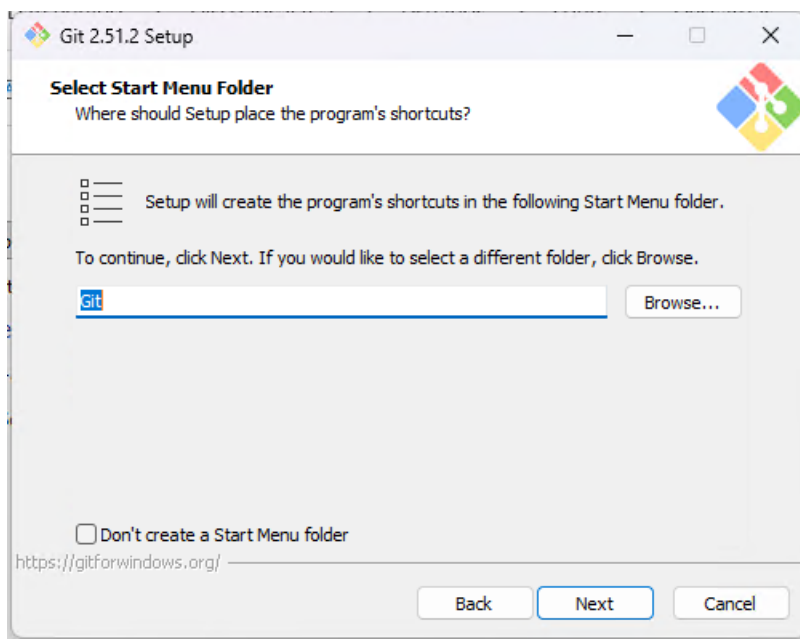 Git 2.51.2 Setup
Select Start Menu Folder
Where should Setup place the program's shortcuts?
Setup will create the program's shortcuts in the following Start Menu folder.
To continue, click Next. If you would like to select a different folder, click Browse.
Git
Browse...
Don't create a Start Menu folder
https://gitforwindows.org/
Back
Next
Cancel